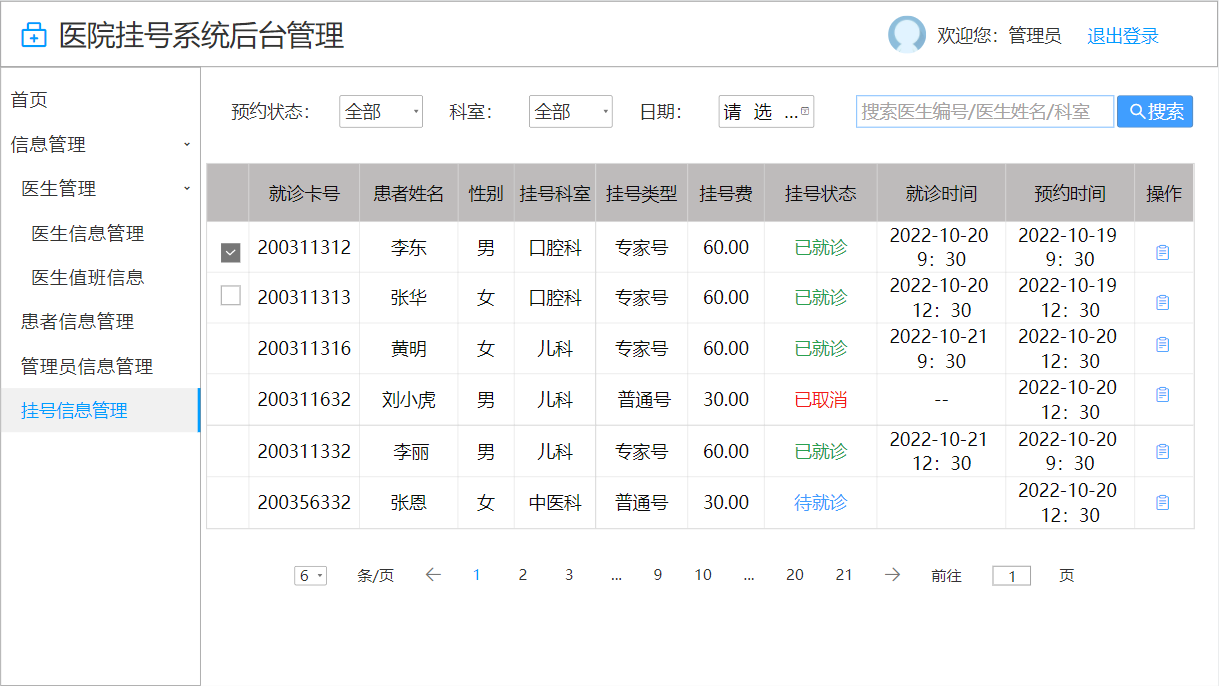 医院挂号系统后台管理
欢迎您：管理员 退出登录
首页
信息管理
医生管理
医生信息管理
医生值班信息
患者信息管理
管理员信息管理
挂号信息管理
预约状态： 全部 科室： 全部 日期： 请 选 ... 搜索医生编号/医生姓名/科室 搜索
就诊卡号 患者姓名 性别 挂号科室 挂号类型 挂号费 挂号状态 就诊时间 预约时间 操作
200311312 李东 男 口腔科 专家号 60.00 已就诊 2022-10-20 9：30 2022-10-19 9：30
200311313 张华 女 口腔科 专家号 60.00 已就诊 2022-10-20 12：30 2022-10-19 12：30
200311316 黄明 女 儿科 专家号 60.00 已就诊 2022-10-21 9：30 2022-10-20 12：30
200311632 刘小虎 男 儿科 普通号 30.00 已取消 -- 2022-10-20 12：30
200311332 李丽 男 儿科 专家号 60.00 已就诊 2022-10-21 12：30 2022-10-20 9：30
200356332 张恩 女 中医科 普通号 30.00 待就诊 2022-10-20 12：30
6 条/页 ← 1 2 3 ... 9 10 ... 20 21 → 前往 1 页